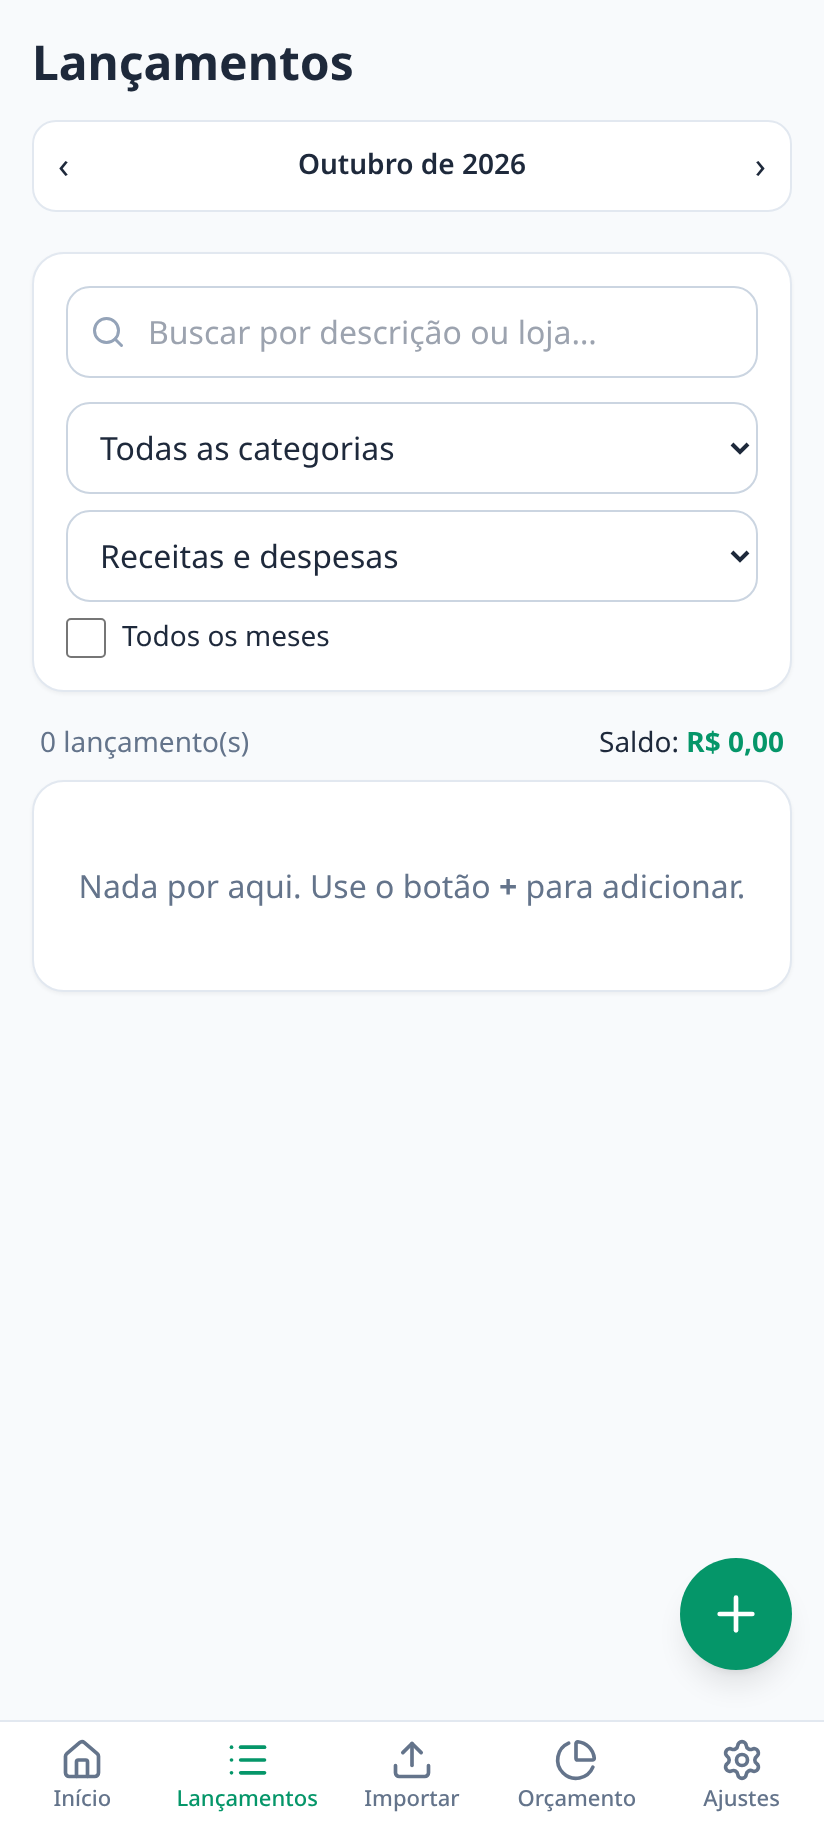 Lançamentos
‹ Outubro de 2026 ›
Buscar por descrição ou loja...
Todas as categorias
Receitas e despesas
Todos os meses
0 lançamento(s) Saldo: R$ 0,00
Nada por aqui. Use o botão + para adicionar.
Início Lançamentos Importar Orçamento Ajustes